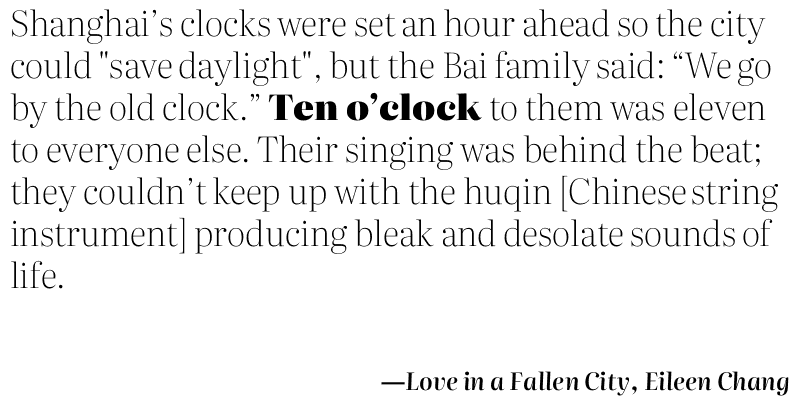 Shanghai’s clocks were set an hour ahead so the city
could "save daylight", but the Bai family said: “We go
by the old clock.” Ten o’clock to them was eleven
to everyone else. Their singing was behind the beat;
they couldn’t keep up with the huqin [Chinese string
instrument] producing bleak and desolate sounds of
life.
—Love in a Fallen City, Eileen Chang